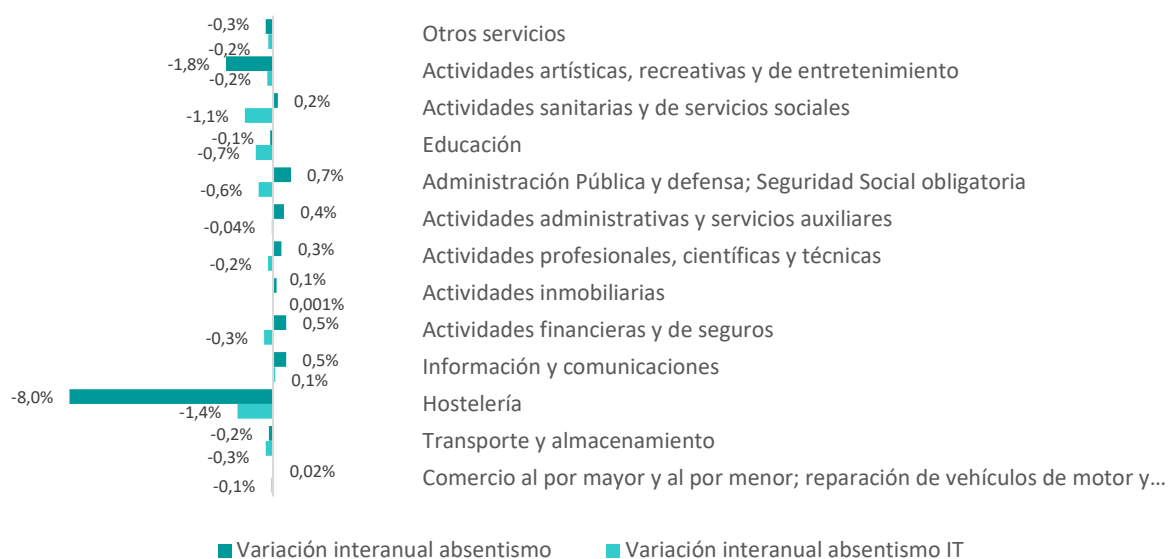 -0,3%
-0,2%
Otros servicios
-1,8%
-0,2%
Actividades artísticas, recreativas y de entretenimiento
0,2%
-1,1%
Actividades sanitarias y de servicios sociales
-0,1%
-0,7%
Educación
0,7%
-0,6%
Administración Pública y defensa; Seguridad Social obligatoria
0,4%
-0,04%
Actividades administrativas y servicios auxiliares
0,3%
-0,2%
Actividades profesionales, científicas y técnicas
0,1%
0,001%
Actividades inmobiliarias
0,5%
-0,3%
Actividades financieras y de seguros
0,5%
0,1%
Información y comunicaciones
-8,0%
-1,4%
Hostelería
-0,2%
-0,3%
Transporte y almacenamiento
0,02%
-0,1%
Comercio al por mayor y al por menor; reparación de vehículos de motor y…
Variación interanual absentismo
Variación interanual absentismo IT